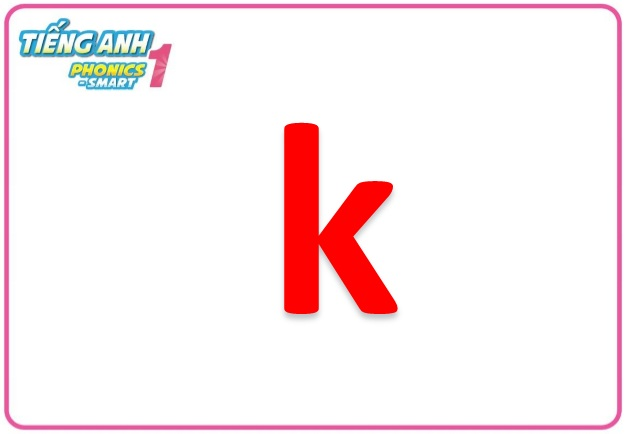 TIẾNG ANH
PHONICS 1
-SMART
k